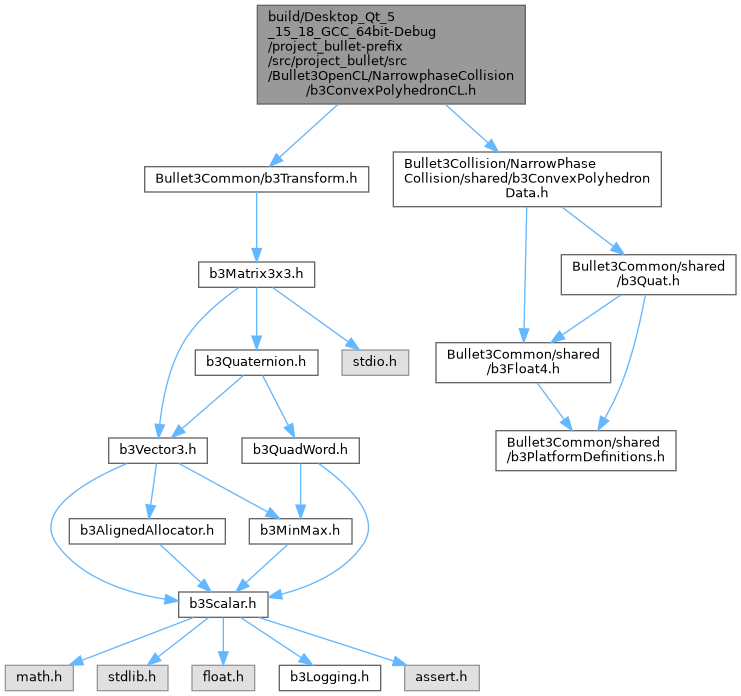 build/Desktop_Qt_5
_15_18_GCC_64bit-Debug
/project_bullet-prefix
/src/project_bullet/src
/Bullet3OpenCL/NarrowphaseCollision
/b3ConvexPolyhedronCL.h
Bullet3Common/b3Transform.h
Bullet3Collision/NarrowPhase
Collision/shared/b3ConvexPolyhedron
Data.h
b3Matrix3x3.h
Bullet3Common/shared
/b3Quat.h
b3Quaternion.h
stdio.h
Bullet3Common/shared
/b3Float4.h
b3Vector3.h
b3QuadWord.h
Bullet3Common/shared
/b3PlatformDefinitions.h
b3AlignedAllocator.h
b3MinMax.h
b3Scalar.h
math.h
stdlib.h
float.h
b3Logging.h
assert.h